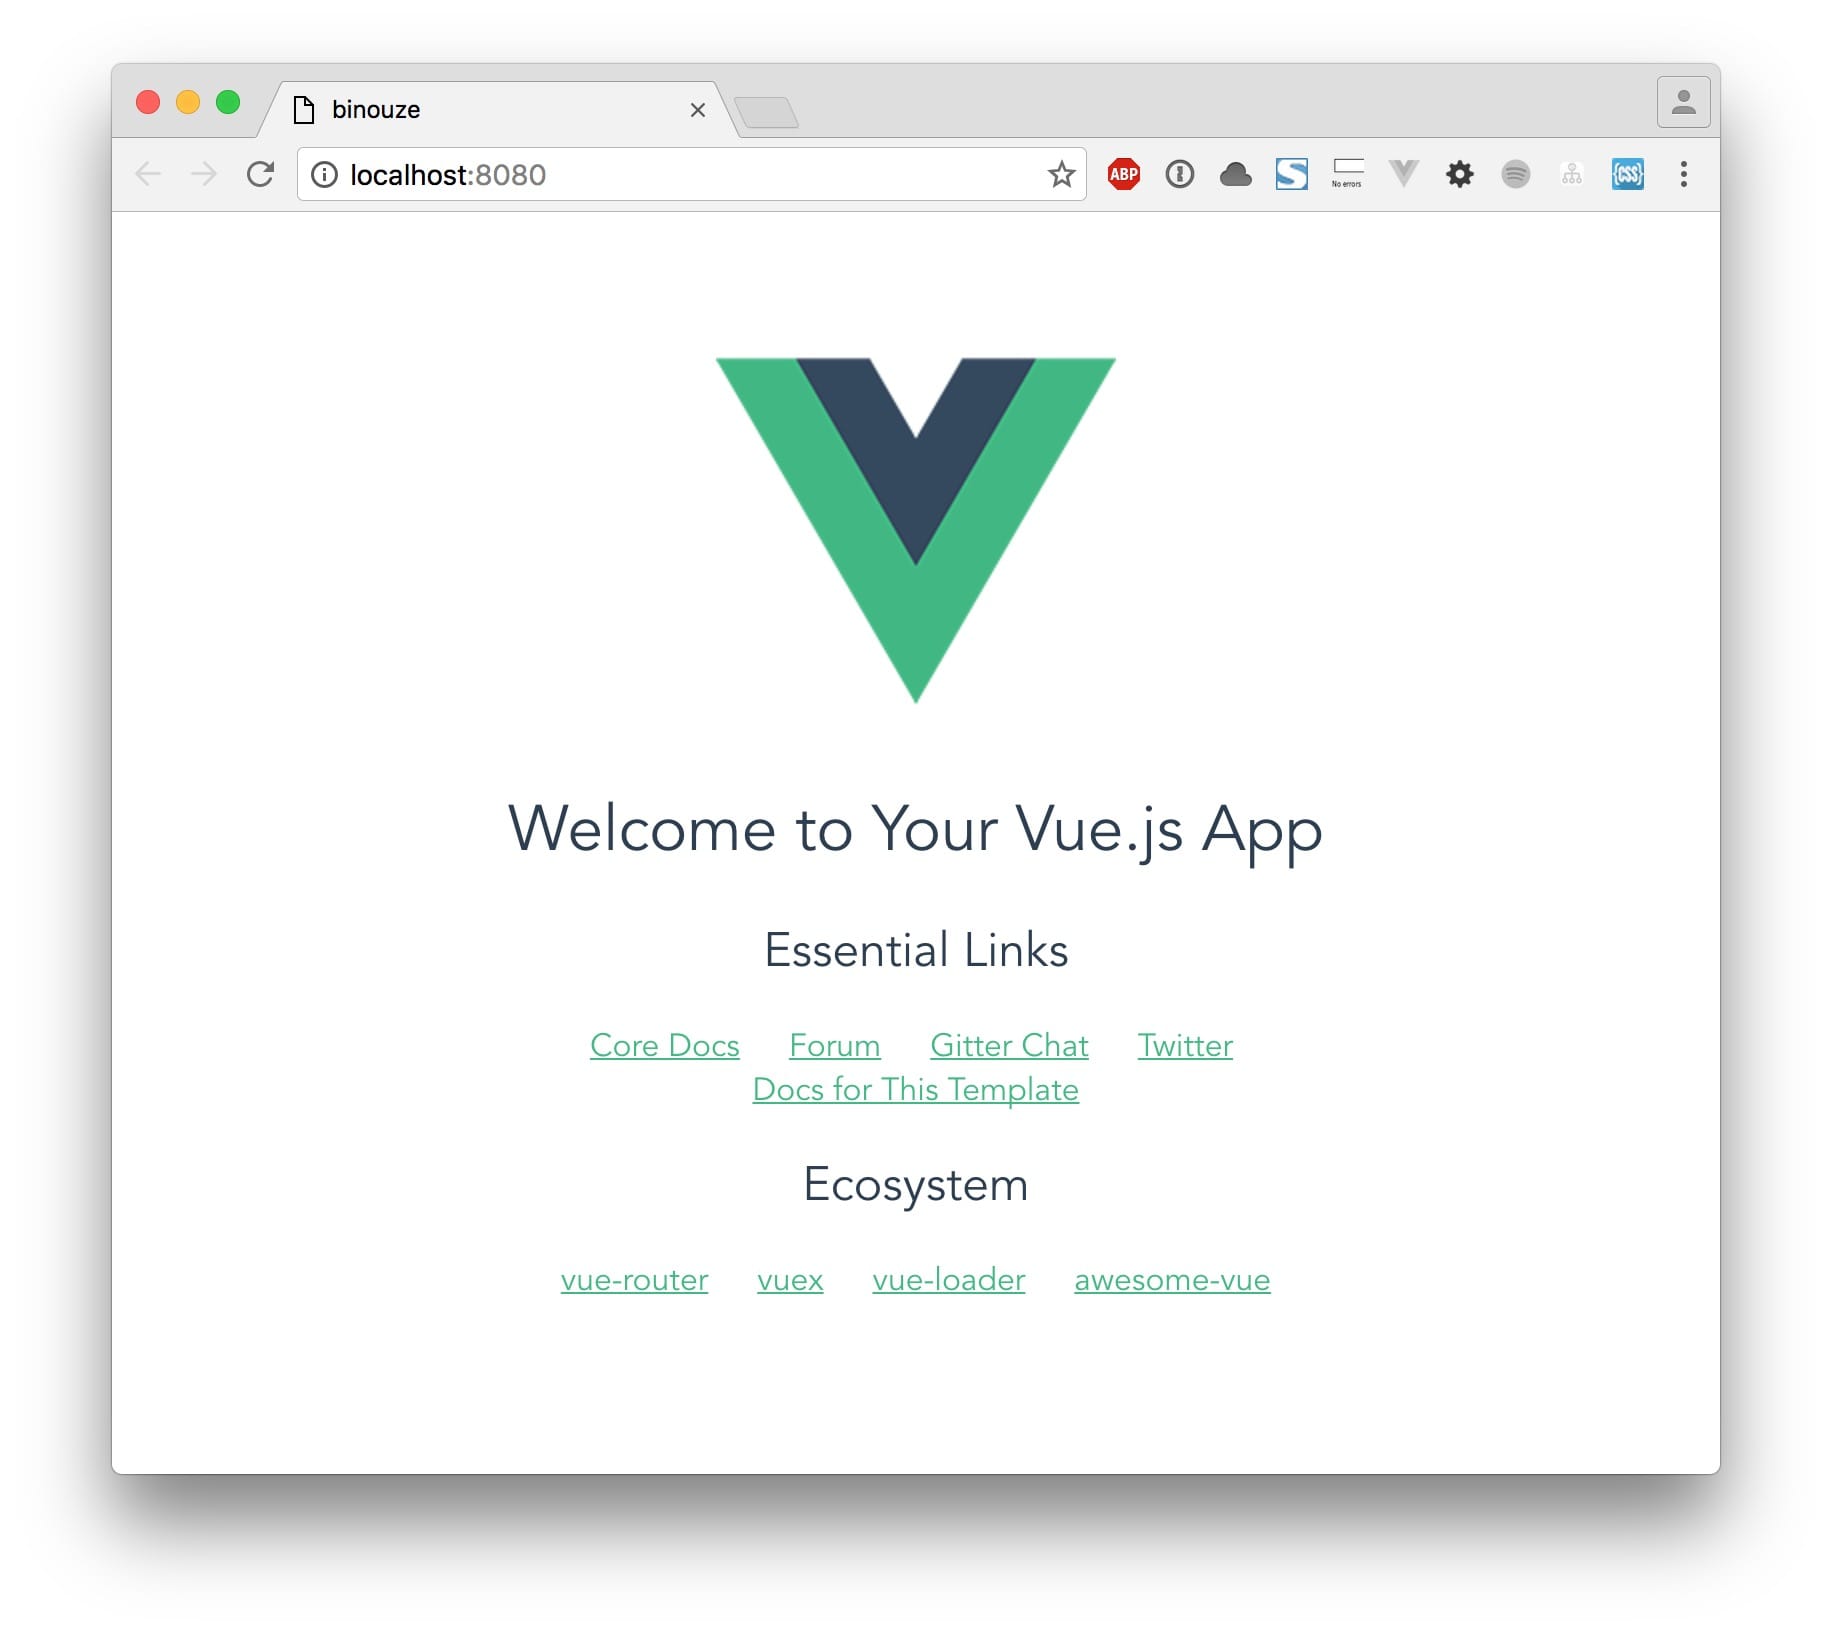 binouze
localhost:8080
ABP
No errors
{CSS}
Welcome to Your Vue.js App
Essential Links
Core Docs Forum Gitter Chat Twitter
Docs for This Template
Ecosystem
vue-router vuex vue-loader awesome-vue